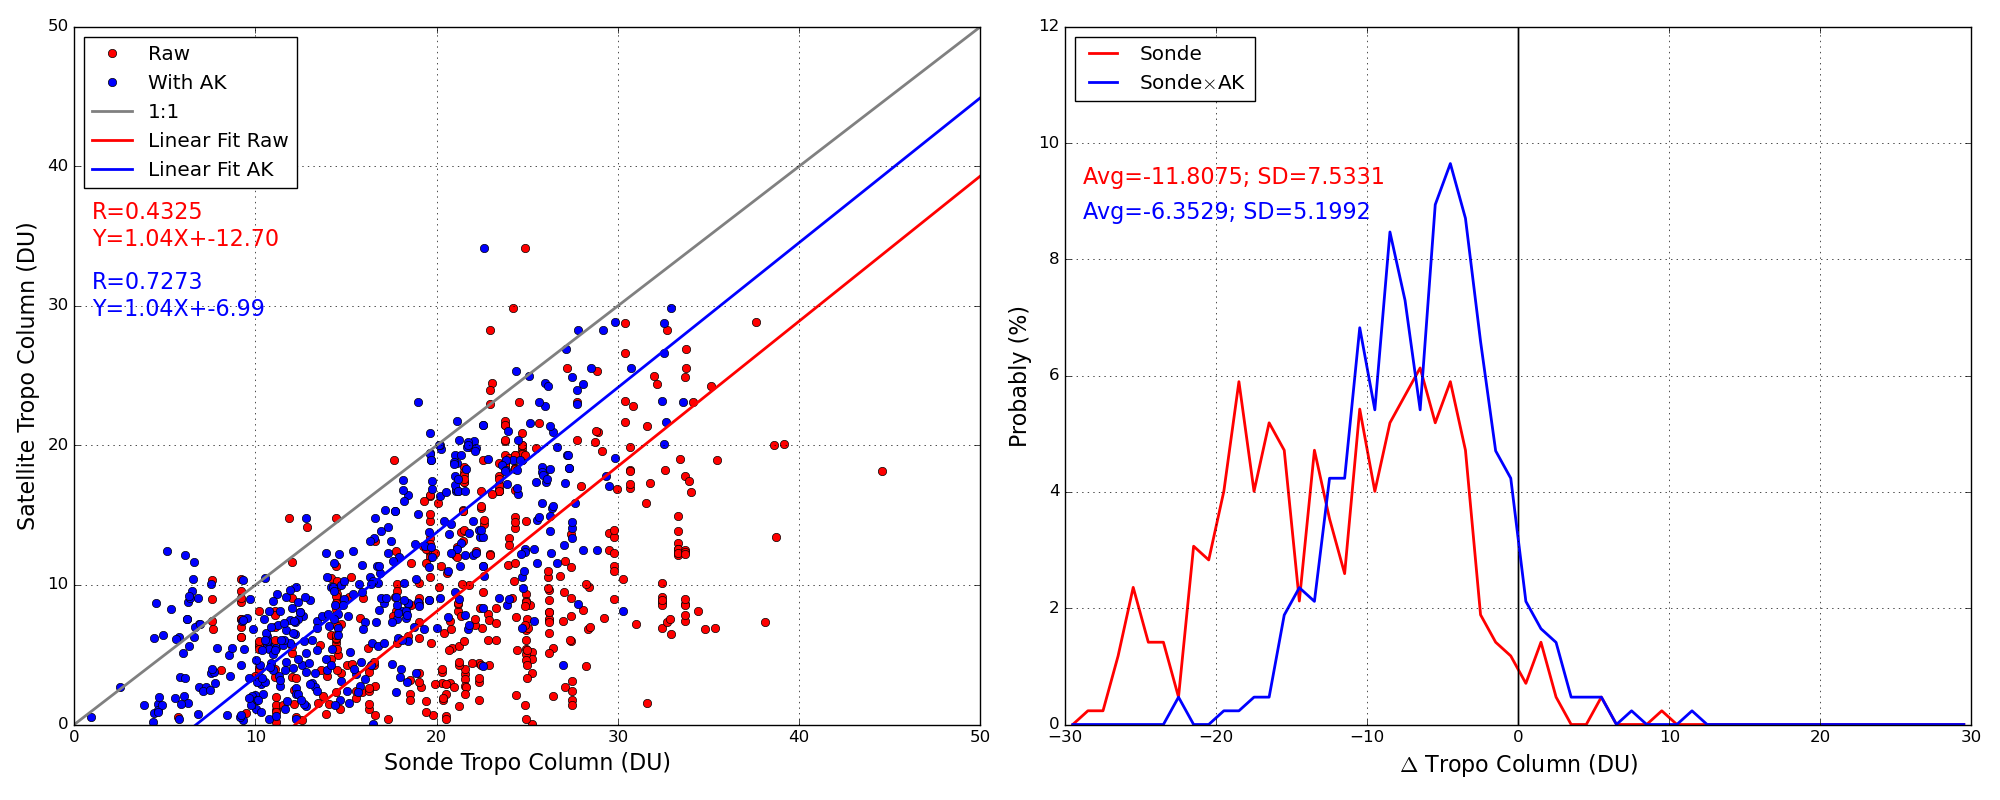 50
40
30
20
10
0
0
10
20
30
40
50
Satellite Tropo Column (DU)
Sonde Tropo Column (DU)
Raw
With AK
1:1
Linear Fit Raw
Linear Fit AK
R=0.4325
Y=1.04X+-12.70
R=0.7273
Y=1.04X+-6.99
12
10
8
6
4
2
0
−30
−20
−10
0
10
20
30
Probably (%)
Δ Tropo Column (DU)
Sonde
Sonde×AK
Avg=-11.8075; SD=7.5331
Avg=-6.3529; SD=5.1992